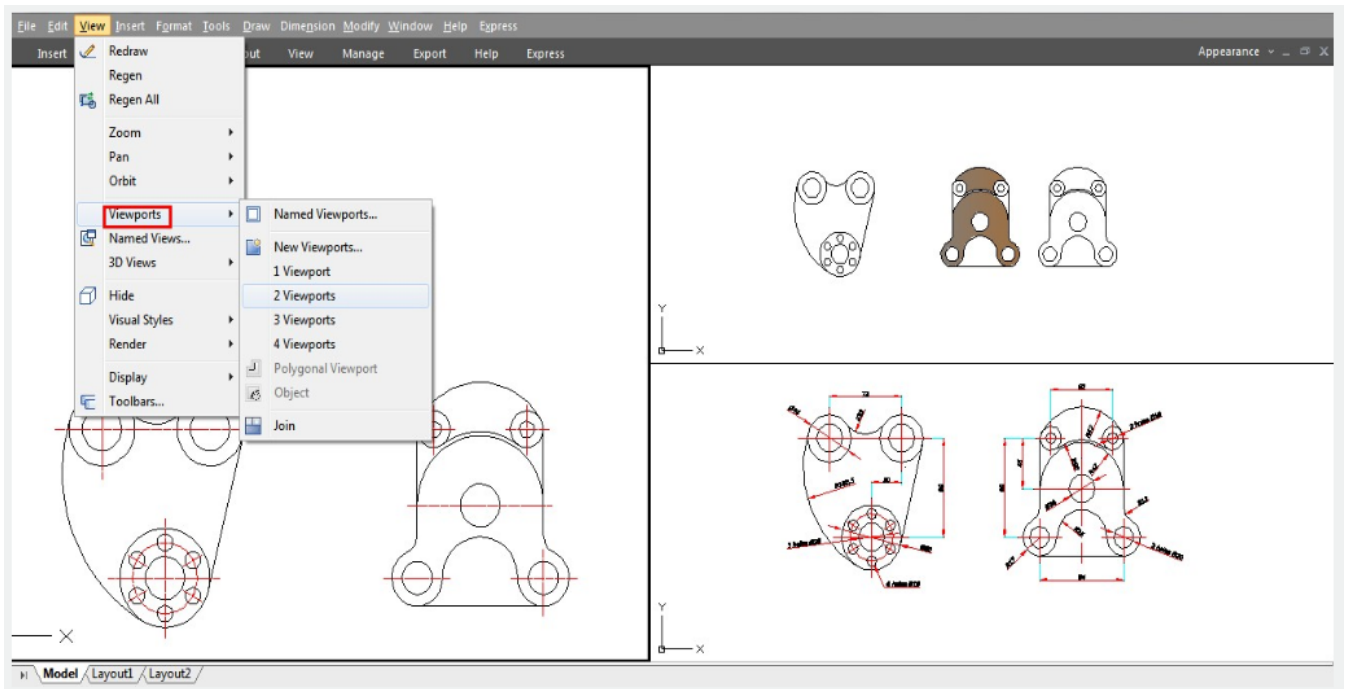 File Edit View Insert Format Tools Draw Dimension Modify Window Help Express
Insert out View Manage Export Help Express Appearance
Redraw
Regen
Regen All
Zoom
Pan
Orbit
Viewports
Named Views...
3D Views
Hide
Visual Styles
Render
Display
Toolbars...
Named Viewports...
New Viewports...
1 Viewport
2 Viewports
3 Viewports
4 Viewports
Polygonal Viewport
Object
Join
Y
X
Y
X
X
Model Layout1 Layout2